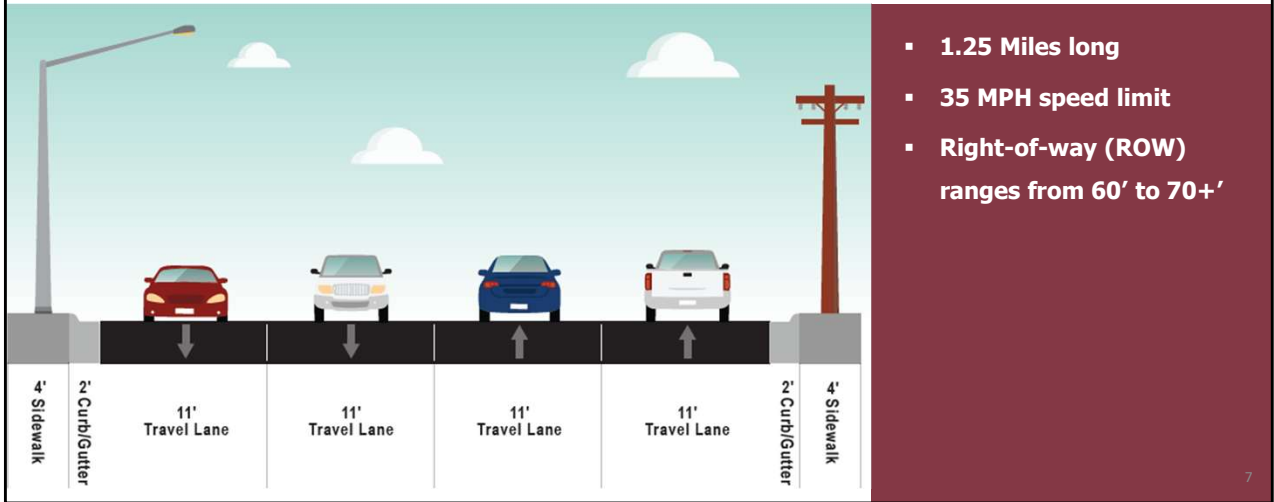 ▪ 1.25 Miles long
▪ 35 MPH speed limit
▪ Right-of-way (ROW)
ranges from 60’ to 70+’
4'
Sidewalk
2'
Curb/Gutter
11'
Travel Lane
11'
Travel Lane
11'
Travel Lane
11'
Travel Lane
2'
Curb/Gutter
4'
Sidewalk
7